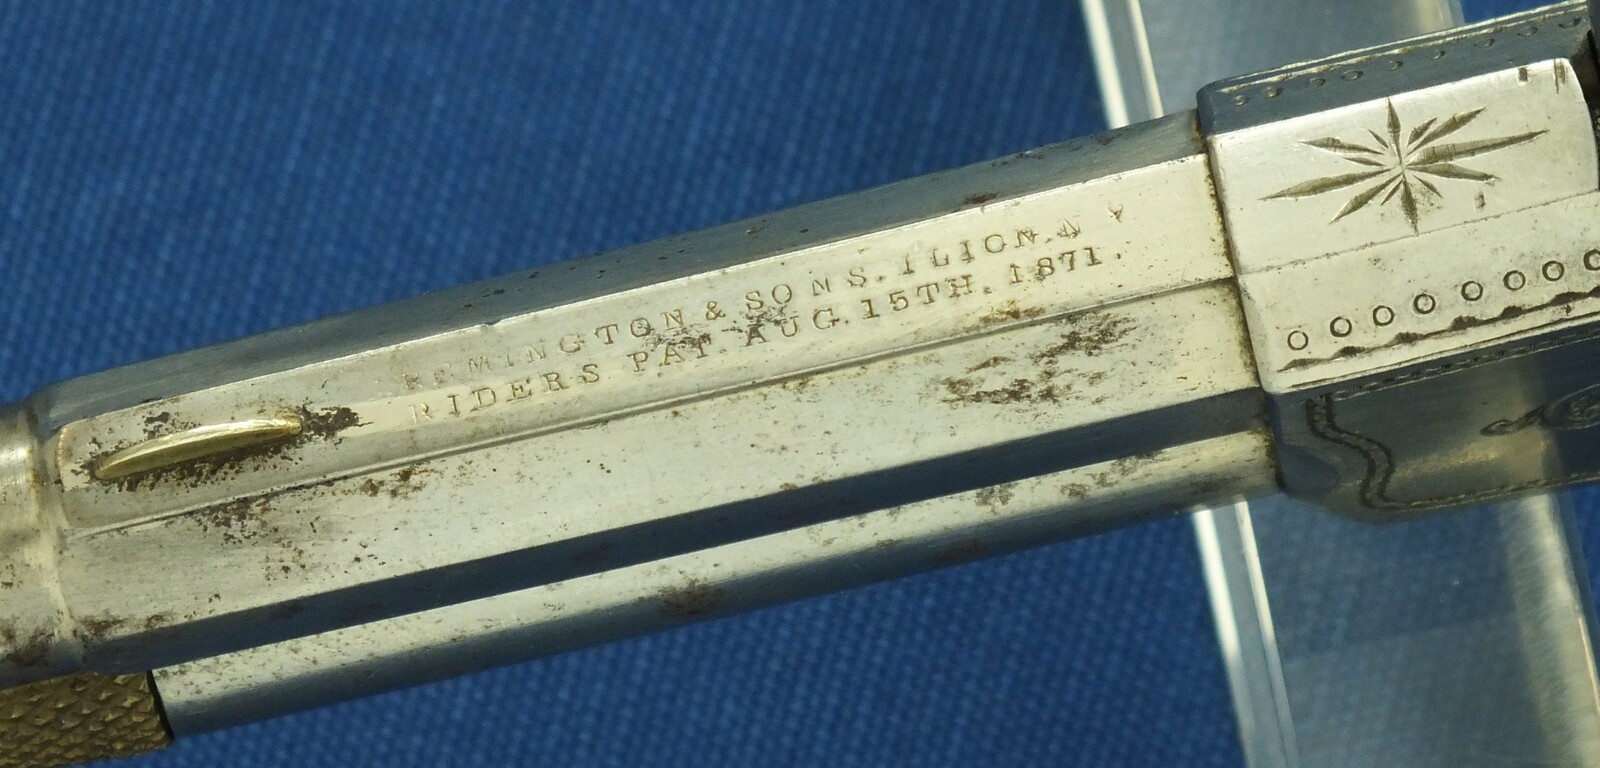 REMINGTON & SONS. ILION. N Y
RIDERS PAT. AUG. 15TH. 1871.